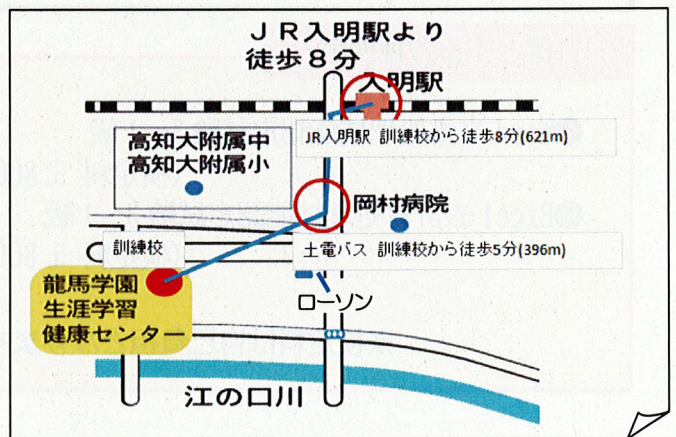 ＪＲ入明駅より
徒歩８分
入明駅
JR入明駅 訓練校から徒歩8分(621m)
高知大附属中
高知大附属小
岡村病院
訓練校
土電バス 訓練校から徒歩5分(396m)
龍馬学園
生涯学習
健康センター
ローソン
江の口川